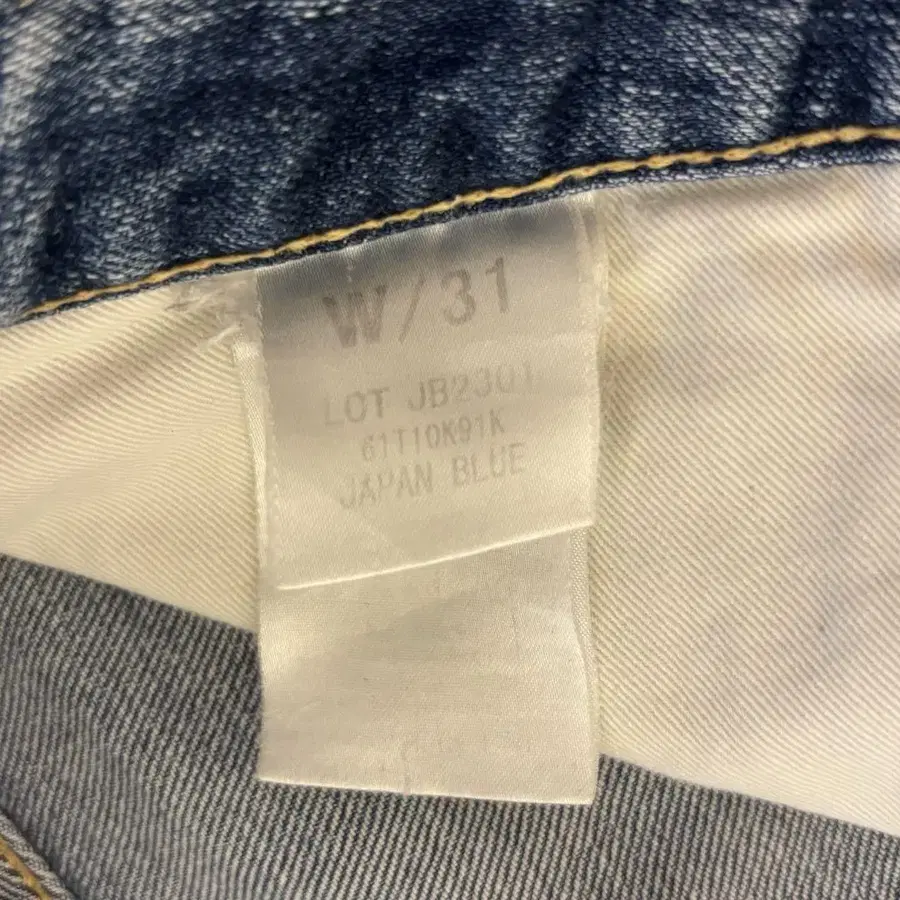 W/31
LOT JB2301
61T10K91K
JAPAN BLUE